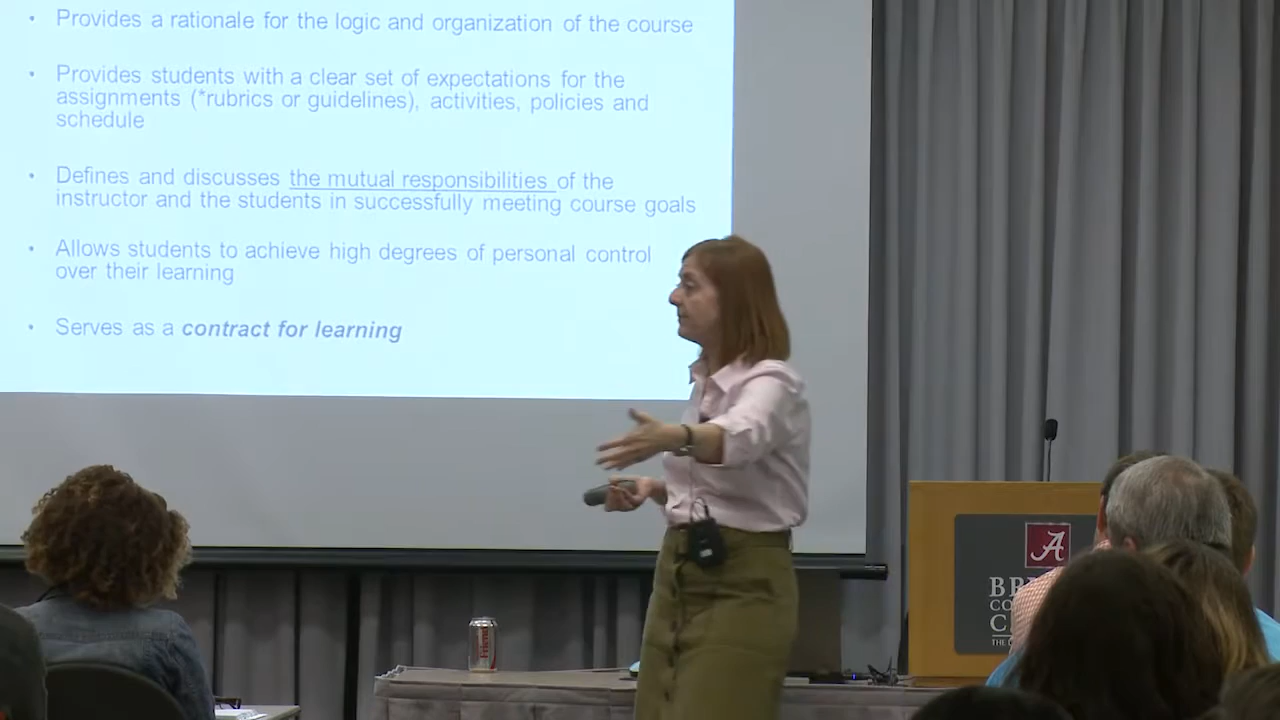 • Provides a rationale for the logic and organization of the course
• Provides students with a clear set of expectations for the
assignments (*rubrics or guidelines), activities, policies and
schedule
• Defines and discusses the mutual responsibilities of the
instructor and the students in successfully meeting course goals
• Allows students to achieve high degrees of personal control
over their learning
• Serves as a contract for learning
A
THE